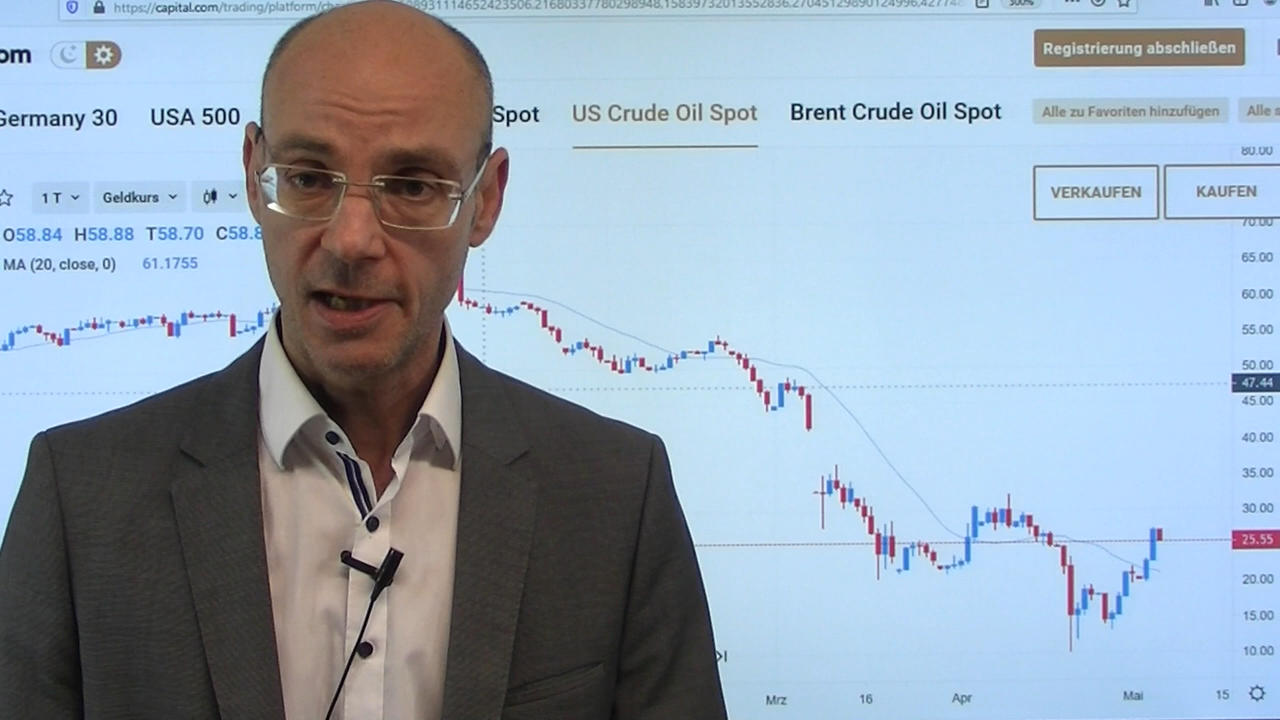 https://capital.com/trading/platform/
300%
om
Registrierung abschließen
Germany 30 USA 500 Spot US Crude Oil Spot Brent Crude Oil Spot Alle zu Favoriten hinzufügen Alle
80.00
1 T Geldkurs VERKAUFEN KAUFEN
70.00
O58.84 H58.88 T58.70 C58.8
MA (20, close, 0) 61.1755
65.00
60.00
55.00
50.00
47.44
45.00
40.00
35.00
30.00
25.55
20.00
15.00
10.00
Mrz 16 Apr Mai 15